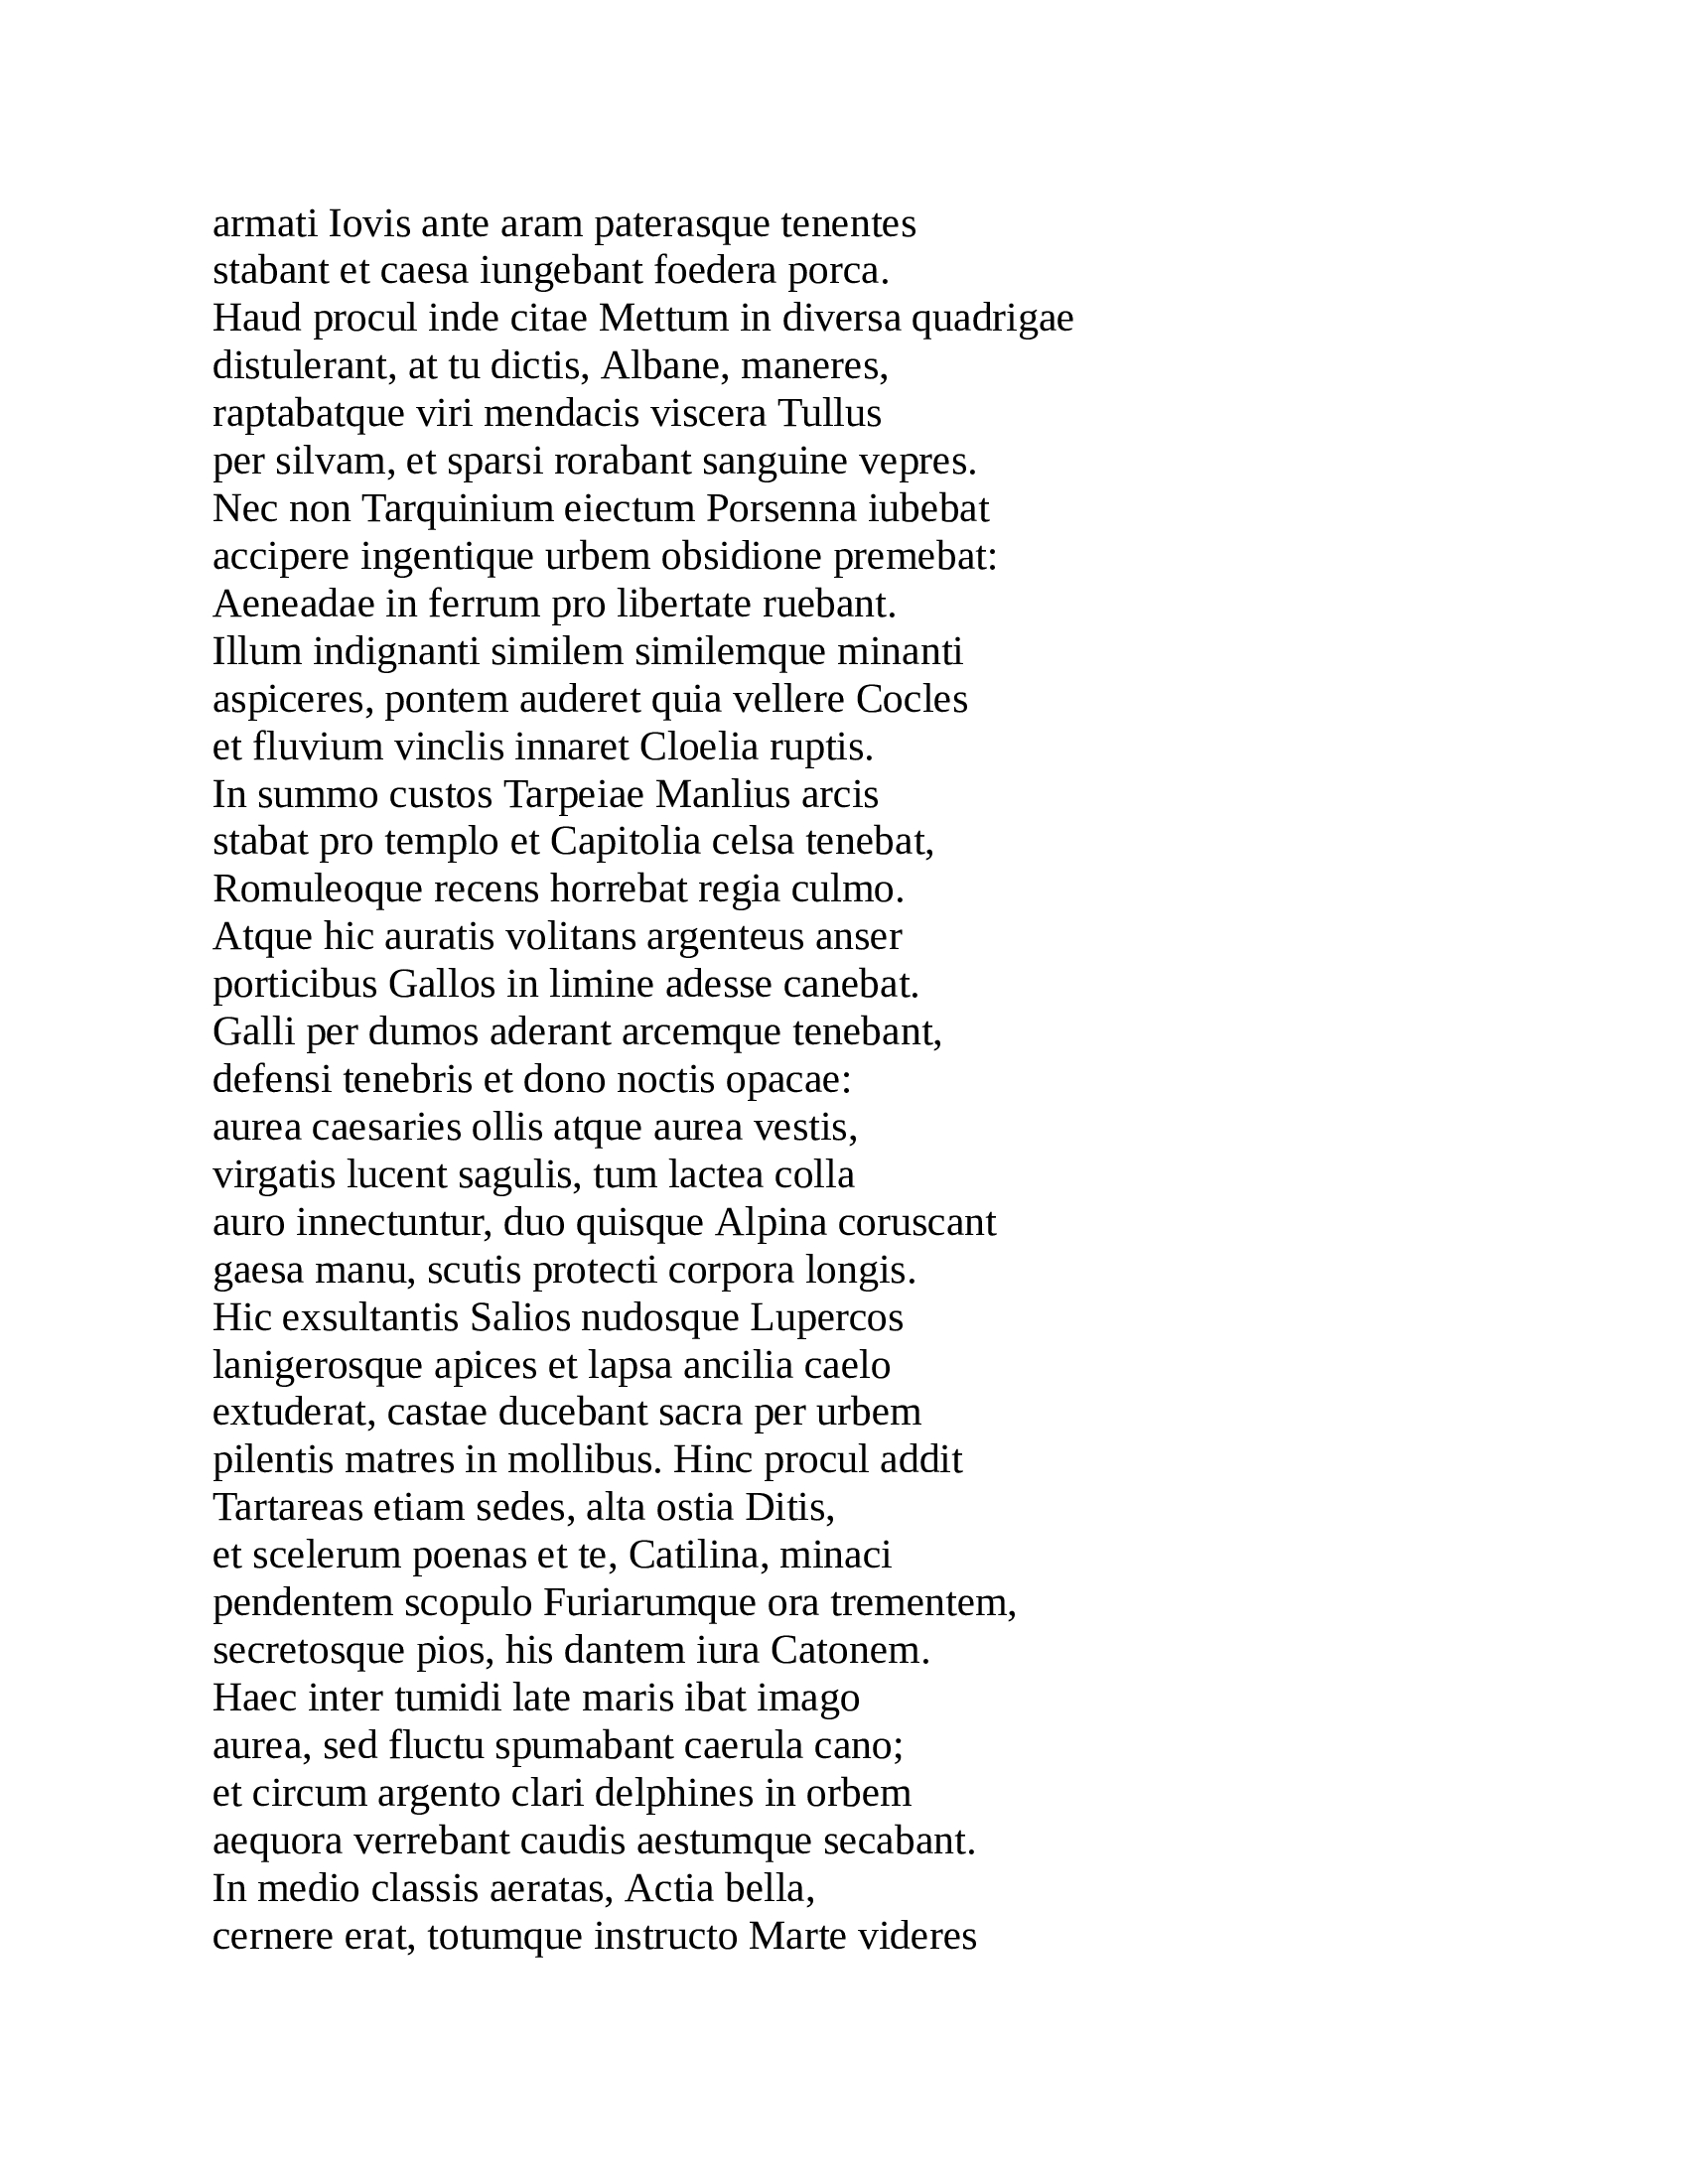 armati Iovis ante aram paterasque tenentes
stabant et caesa iungebant foedera porca.
Haud procul inde citae Mettum in diversa quadrigae
distulerant, at tu dictis, Albane, maneres,
raptabatque viri mendacis viscera Tullus
per silvam, et sparsi rorabant sanguine vepres.
Nec non Tarquinium eiectum Porsenna iubebat
accipere ingentique urbem obsidione premebat:
Aeneadae in ferrum pro libertate ruebant.
Illum indignanti similem similemque minanti
aspiceres, pontem auderet quia vellere Cocles
et fluvium vinclis innaret Cloelia ruptis.
In summo custos Tarpeiae Manlius arcis
stabat pro templo et Capitolia celsa tenebat,
Romuleoque recens horrebat regia culmo.
Atque hic auratis volitans argenteus anser
porticibus Gallos in limine adesse canebat.
Galli per dumos aderant arcemque tenebant,
defensi tenebris et dono noctis opacae:
aurea caesaries ollis atque aurea vestis,
virgatis lucent sagulis, tum lactea colla
auro innectuntur, duo quisque Alpina coruscant
gaesa manu, scutis protecti corpora longis.
Hic exsultantis Salios nudosque Lupercos
lanigerosque apices et lapsa ancilia caelo
extuderat, castae ducebant sacra per urbem
pilentis matres in mollibus. Hinc procul addit
Tartareas etiam sedes, alta ostia Ditis,
et scelerum poenas et te, Catilina, minaci
pendentem scopulo Furiarumque ora trementem,
secretosque pios, his dantem iura Catonem.
Haec inter tumidi late maris ibat imago
aurea, sed fluctu spumabant caerula cano;
et circum argento clari delphines in orbem
aequora verrebant caudis aestumque secabant.
In medio classis aeratas, Actia bella,
cernere erat, totumque instructo Marte videres